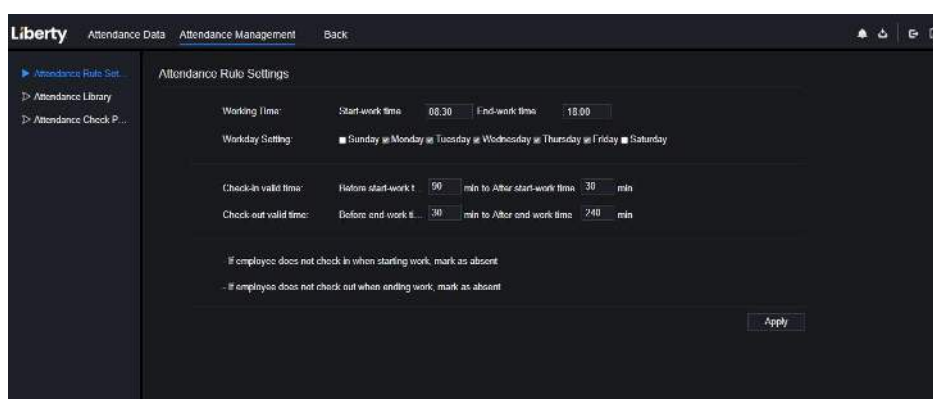 Liberty Attendance Data Attendance Management Back
Attendance Rule Set...
Attendance Library
Attendance Check P...
Attendance Rule Settings
Working Time: Start-work time 08:30 End-work time 18:00
Workday Setting: Sunday Monday Tuesday Wednesday Thursday Friday Saturday
Check-in valid time: Before start-work t... 90 min to After start-work time 30 min
Check-out valid time: Before end-work ti... 30 min to After end-work time 240 min
- If employee does not check in when starting work, mark as absent
- If employee does not check out when ending work, mark as absent
Apply